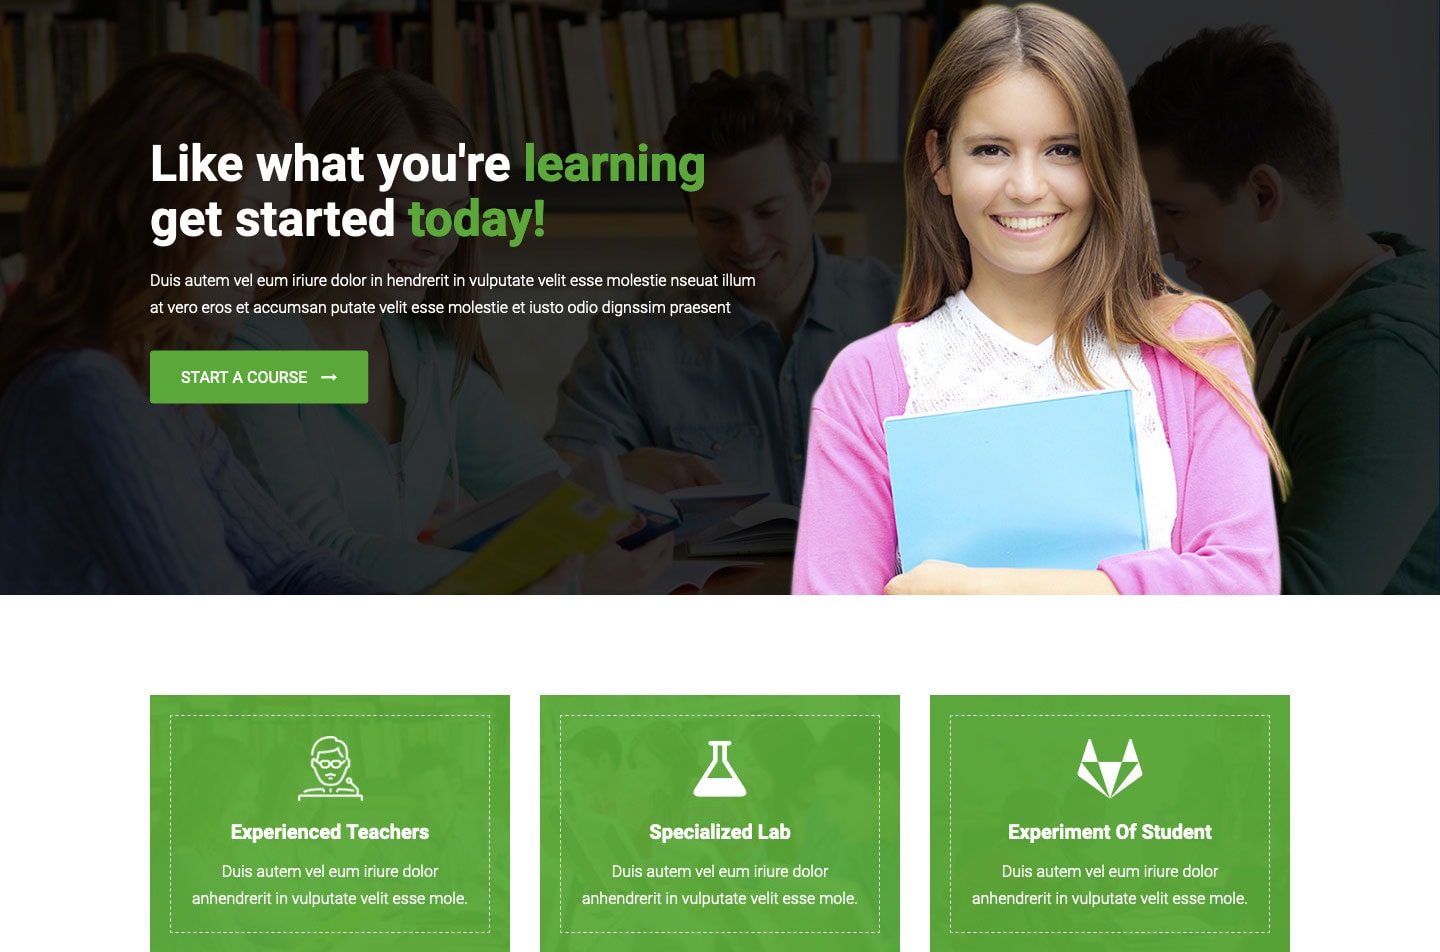 Like what you're learning
get started today!
Duis autem vel eum iriure dolor in hendrerit in vulputate velit esse molestie nseuat illum
at vero eros et accumsan putate velit esse molestie et iusto odio dignssim praesent
START A COURSE
Experienced Teachers
Duis autem vel eum iriure dolor
anhendrerit in vulputate velit esse mole.
Specialized Lab
Duis autem vel eum iriure dolor
anhendrerit in vulputate velit esse mole.
Experiment Of Student
Duis autem vel eum iriure dolor
anhendrerit in vulputate velit esse mole.